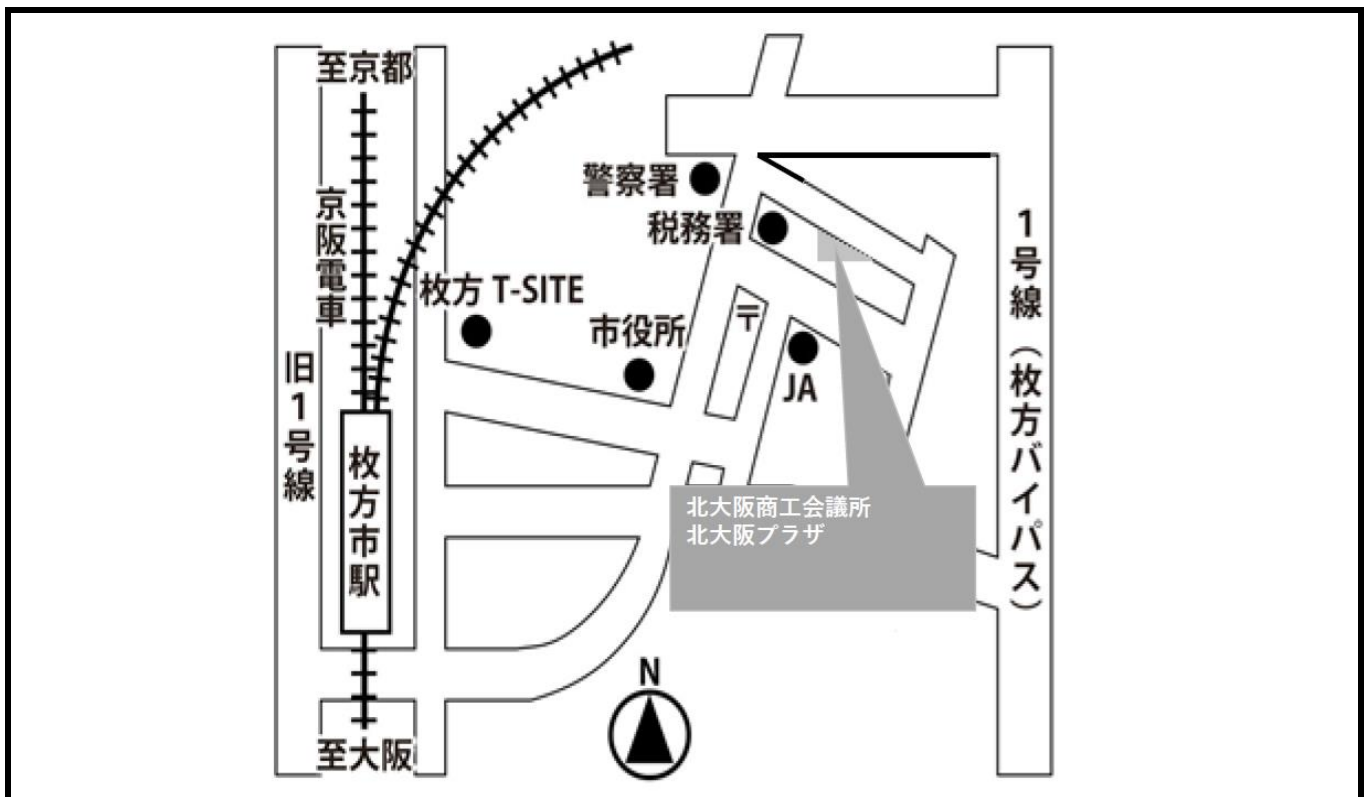 至京都
京阪電車
警察署
税務署
枚方 T-SITE
市役所
〒
JA
旧1号線
枚方市駅
1号線(枚方バイパス)
北大阪商工会議所
北大阪プラザ
N
至大阪